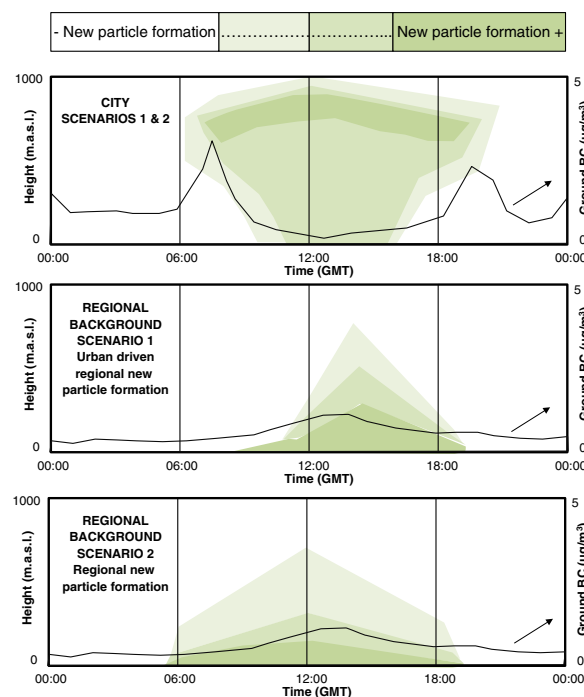 - New particle formation
........................
New particle formation +
1000
5
CITY
SCENARIOS 1 & 2
Height (m.a.s.l.)
Ground BC (µg/m³)
0
0
00:00 06:00 12:00 18:00 00:00
Time (GMT)
1000
5
REGIONAL
BACKGROUND
SCENARIO 1
Urban driven
regional new
particle formation
Height (m.a.s.l.)
Ground BC (µg/m³)
0
0
00:00 06:00 12:00 18:00 00:00
Time (GMT)
1000
5
REGIONAL
BACKGROUND
SCENARIO 2
Regional new
particle formation
Height (m.a.s.l.)
Ground BC (µg/m³)
0
0
00:00 06:00 12:00 18:00 00:00
Time (GMT)